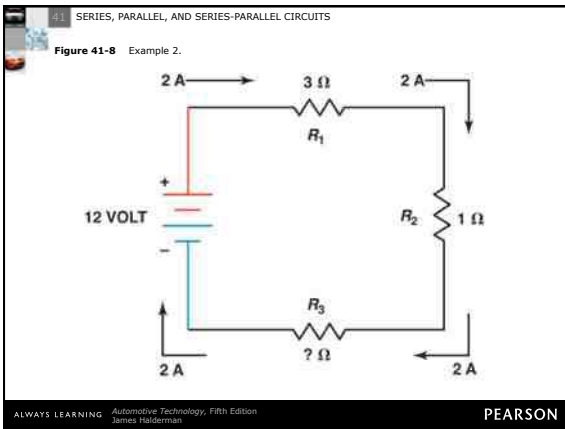 41 SERIES, PARALLEL, AND SERIES-PARALLEL CIRCUITS
Figure 41-8 Example 2.
2 A
3 Ω
2 A
R₁
+
12 VOLT
R₂
1 Ω
–
R₃
? Ω
2 A
2 A
ALWAYS LEARNING
Automotive Technology, Fifth Edition
James Halderman
PEARSON